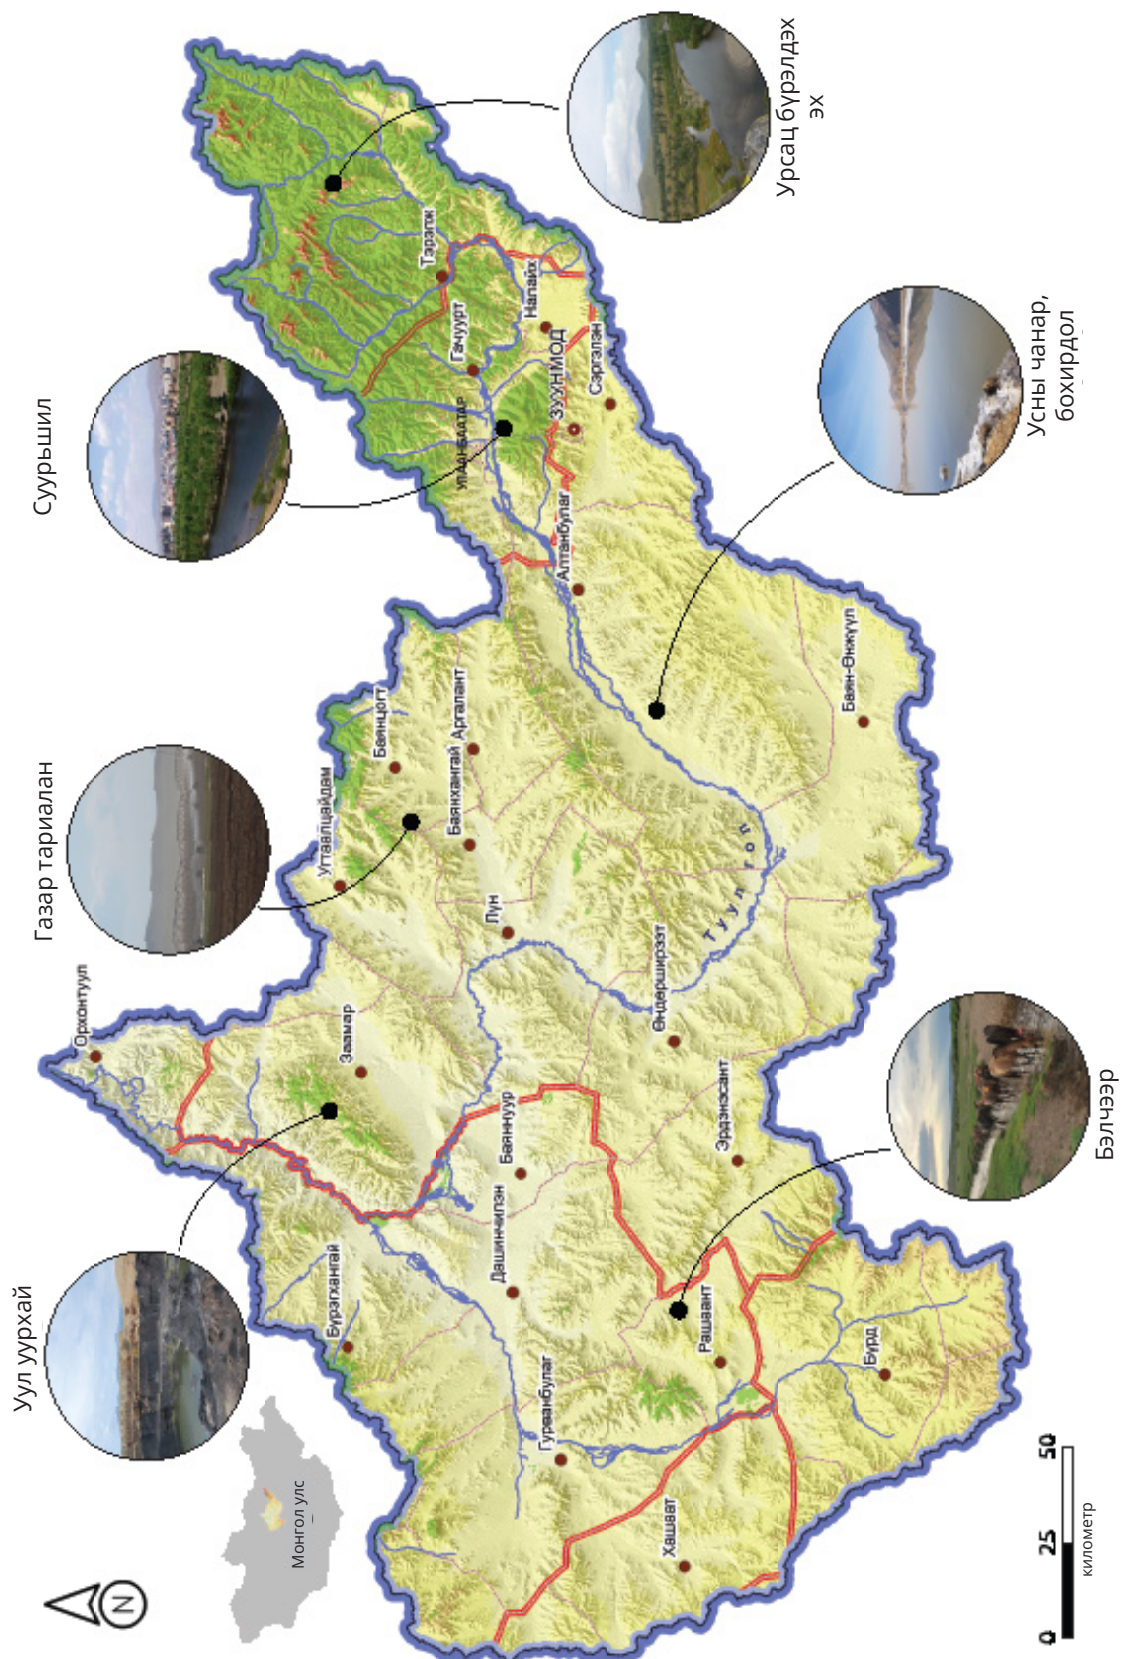 Суурьшил
Газар тариалан
Уул уурхай
Урсац бүрэлдэх
эх
Усны чанар,
бохирдол
Бэлчээр
Монгол улс
N
Орхонтуул
Заамар
Бүрэгхангай
Угтаалцайдам
Баянцогт
Баянхангай
Аргалант
Лүн
УЛААНБААТАР
Гачуурт
Тэрэлж
Налайх
ЗУУНМОД
Сэргэлэн
Алтанбулаг
Баян-Өнжүүл
Туул гол
Өндөрширээт
Эрдэнэсант
Баяннуур
Дашинчилэн
Гурванбулаг
Рашаант
Бүрд
Хашаат
0 25 50
километр